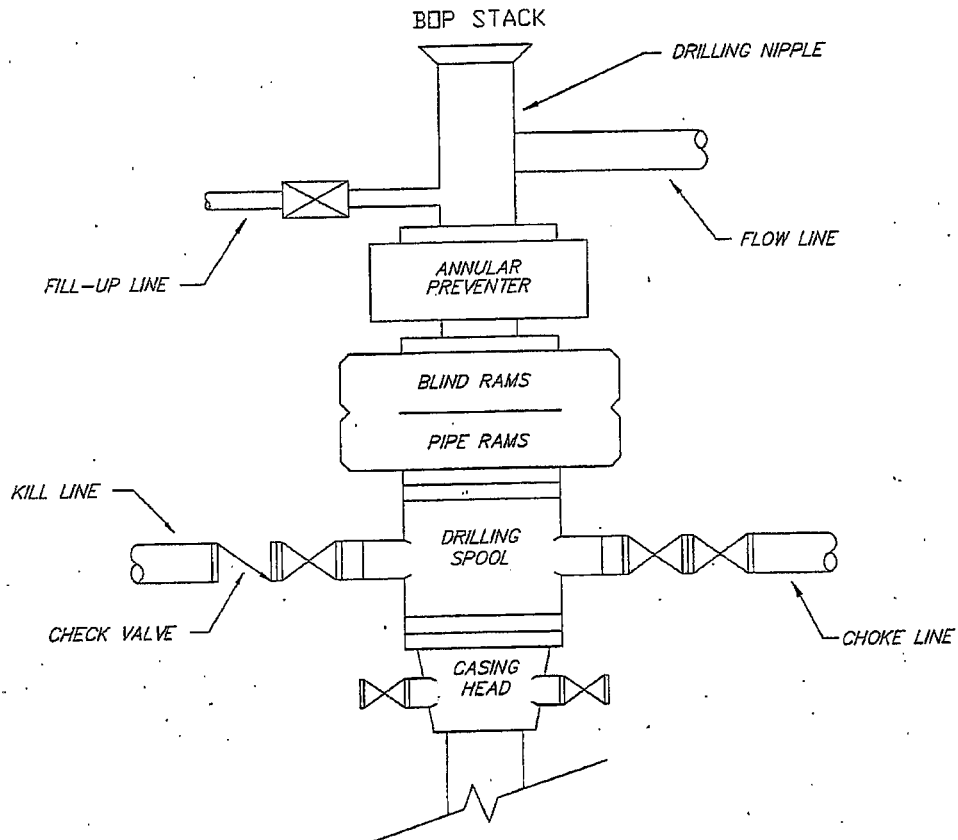 BOP STACK
DRILLING NIPPLE
FLOW LINE
FILL-UP LINE
ANNULAR
PREVENTER
BLIND RAMS
PIPE RAMS
KILL LINE
DRILLING
SPOOL
CHECK VALVE
CHOKE LINE
CASING
HEAD